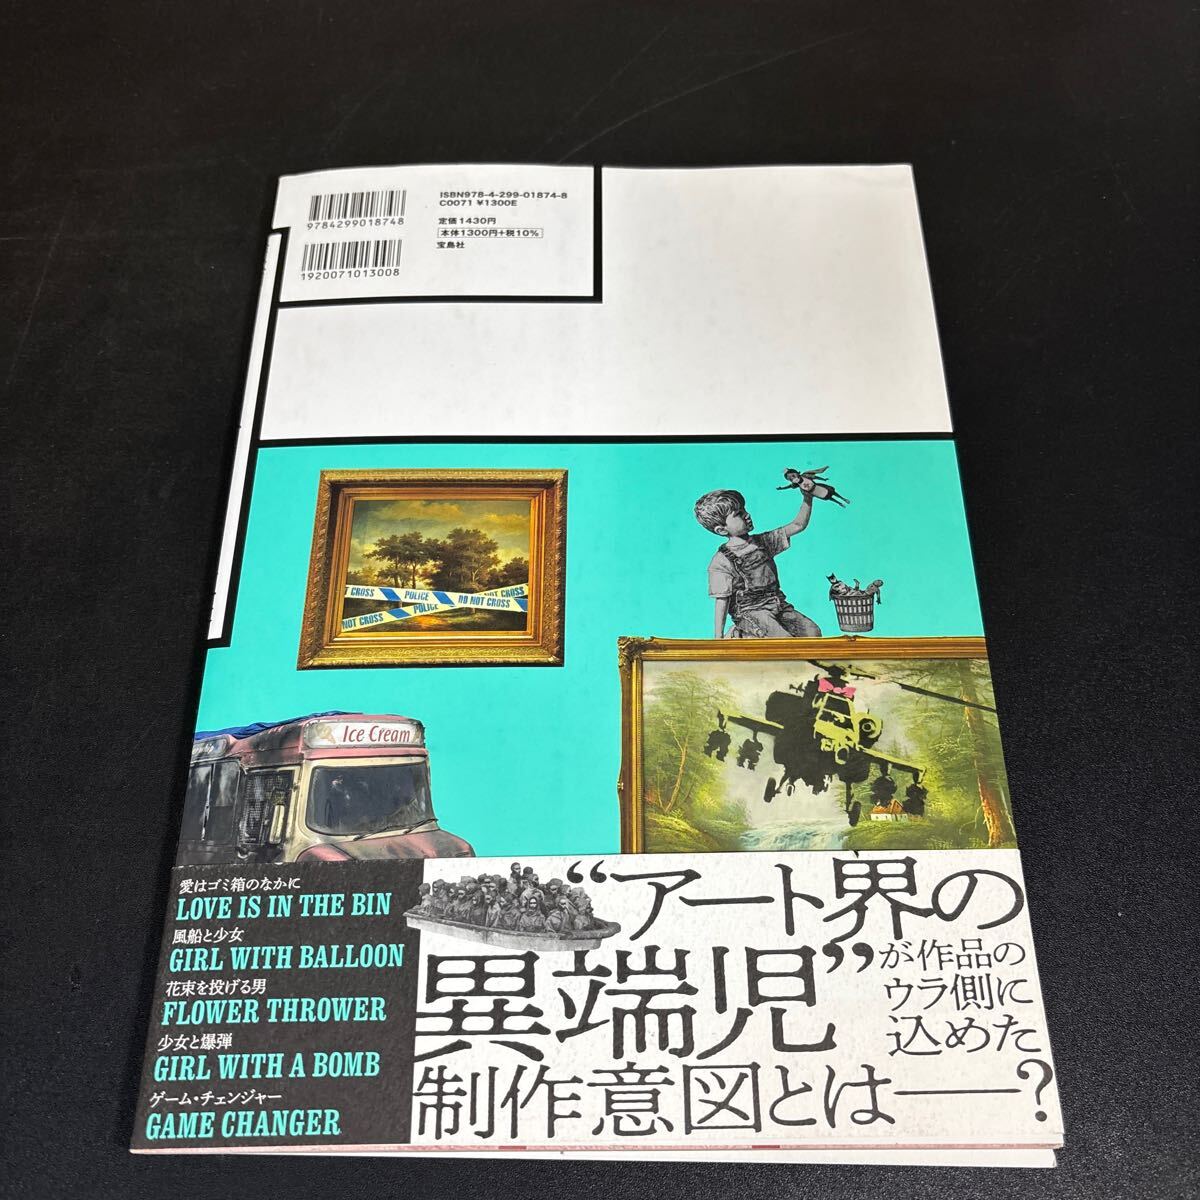 ISBN978-4-299-01874-8
C0071 ¥1300E
定価1430円
本体1300円+税10%
宝島社
9784299018748
1920071013008
NOT CROSS
POLICE
DO NOT CROSS
NOT CROSS
POLICE
Ice Cream
愛はゴミ箱のなかに
LOVE IS IN THE BIN
風船と少女
GIRL WITH BALLOON
花束を投げる男
FLOWER THROWER
少女と爆弾
GIRL WITH A BOMB
ゲーム・チェンジャー
GAME CHANGER
“アート界の
異端児”
が作品の
ウラ側に
込めた
制作意図とは――?